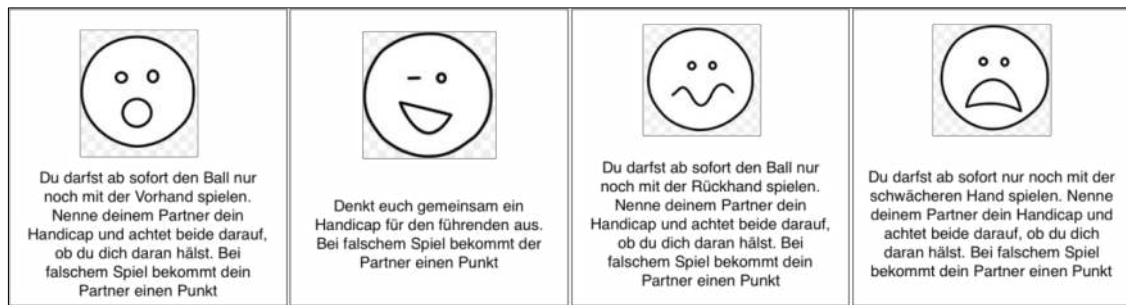 Du darfst ab sofort den Ball nur
noch mit der Vorhand spielen.
Nenne deinem Partner dein
Handicap und achtet beide darauf,
ob du dich daran hälst. Bei
falschem Spiel bekommt dein
Partner einen Punkt
Denkt euch gemeinsam ein
Handicap für den führenden aus.
Bei falschem Spiel bekommt der
Partner einen Punkt
Du darfst ab sofort den Ball nur
noch mit der Rückhand spielen.
Nenne deinem Partner dein
Handicap und achtet beide darauf,
ob du dich daran hälst. Bei
falschem Spiel bekommt dein
Partner einen Punkt
Du darfst ab sofort nur noch mit der
schwächeren Hand spielen. Nenne
deinem Partner dein Handicap und
achtet beide darauf, ob du dich
daran hälst. Bei falschem Spiel
bekommt dein Partner einen Punkt